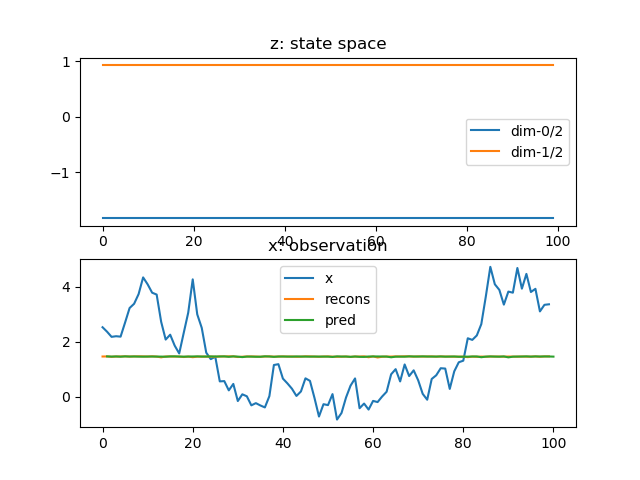 z: state space
1
0
−1
dim-0/2
dim-1/2
0 20 40 60 80 100
x: observation
4
2
0
x
recons
pred
0 20 40 60 80 100